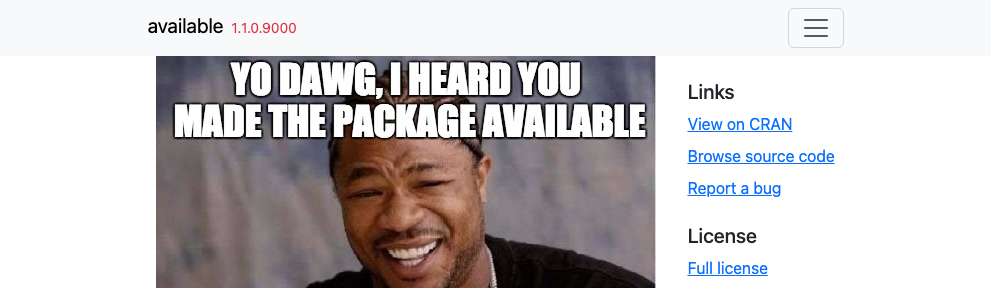 available 1.1.0.9000
YO DAWG, I HEARD YOU
MADE THE PACKAGE AVAILABLE
Links
View on CRAN
Browse source code
Report a bug
License
Full license